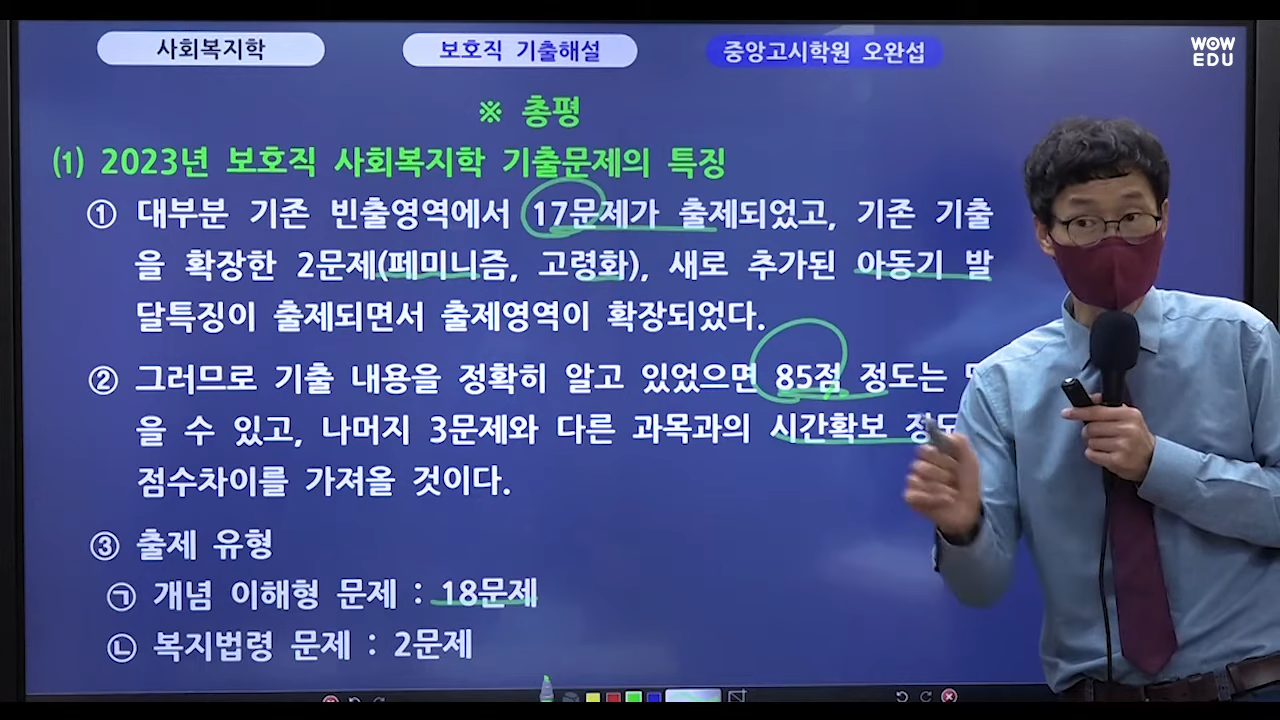 사회복지학
보호직 기출해설
중앙고시학원 오완섭
WOW
EDU
※ 총평
(1) 2023년 보호직 사회복지학 기출문제의 특징
① 대부분 기존 빈출영역에서 17문제가 출제되었고, 기존 기출
을 확장한 2문제(페미니즘, 고령화), 새로 추가된 아동기 발
달특징이 출제되면서 출제영역이 확장되었다.
② 그러므로 기출 내용을 정확히 알고 있었으면 85점 정도는
을 수 있고, 나머지 3문제와 다른 과목과의 시간확보
점수차이를 가져올 것이다.
③ 출제 유형
㉠ 개념 이해형 문제 : 18문제
㉡ 복지법령 문제 : 2문제